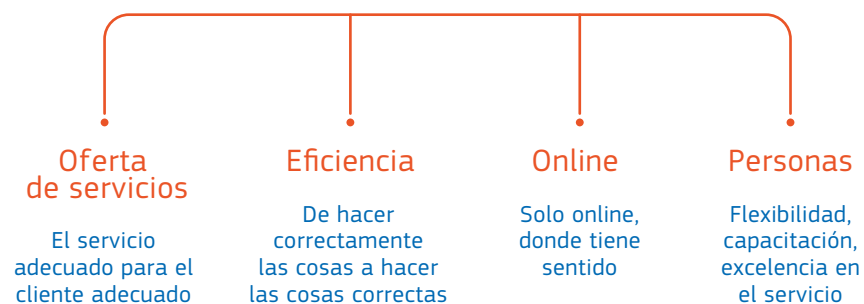 Oferta
de servicios
El servicio
adecuado para el
cliente adecuado
Eficiencia
De hacer
correctamente
las cosas a hacer
las cosas correctas
Online
Solo online,
donde tiene
sentido
Personas
Flexibilidad,
capacitación,
excelencia en
el servicio